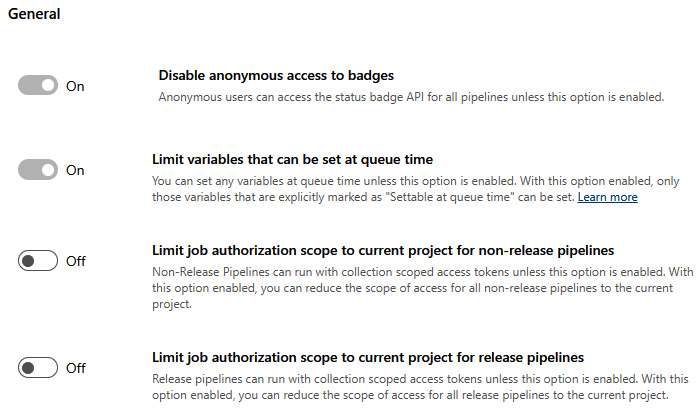 General
On
Disable anonymous access to badges
Anonymous users can access the status badge API for all pipelines unless this option is enabled.
On
Limit variables that can be set at queue time
You can set any variables at queue time unless this option is enabled. With this option enabled, only
those variables that are explicitly marked as "Settable at queue time" can be set. Learn more
Off
Limit job authorization scope to current project for non-release pipelines
Non-Release Pipelines can run with collection scoped access tokens unless this option is enabled. With
this option enabled, you can reduce the scope of access for all non-release pipelines to the current
project.
Off
Limit job authorization scope to current project for release pipelines
Release pipelines can run with collection scoped access tokens unless this option is enabled. With this
option enabled, you can reduce the scope of access for all release pipelines to the current project.